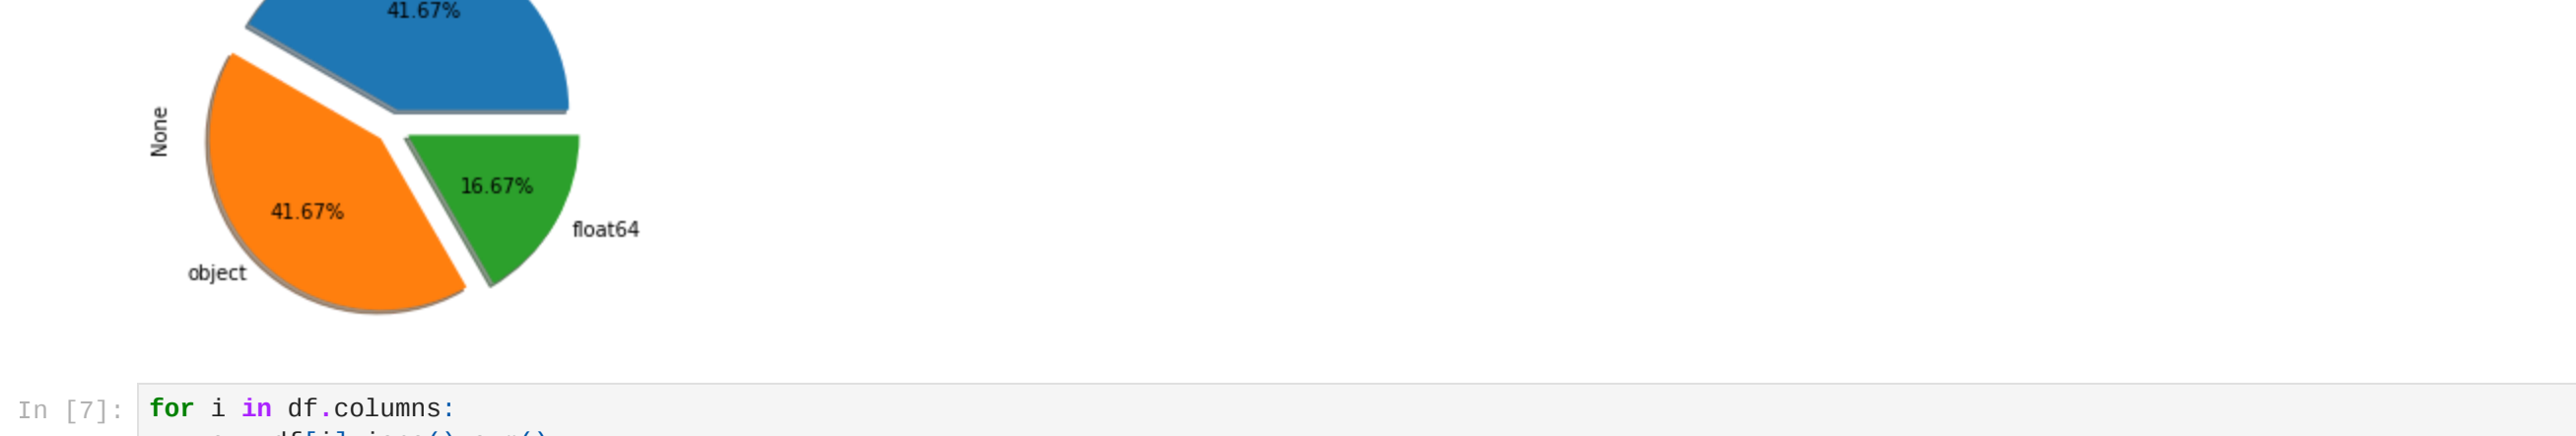 41.67%
None
16.67%
41.67%
float64
object
In [7]: for i in df.columns: